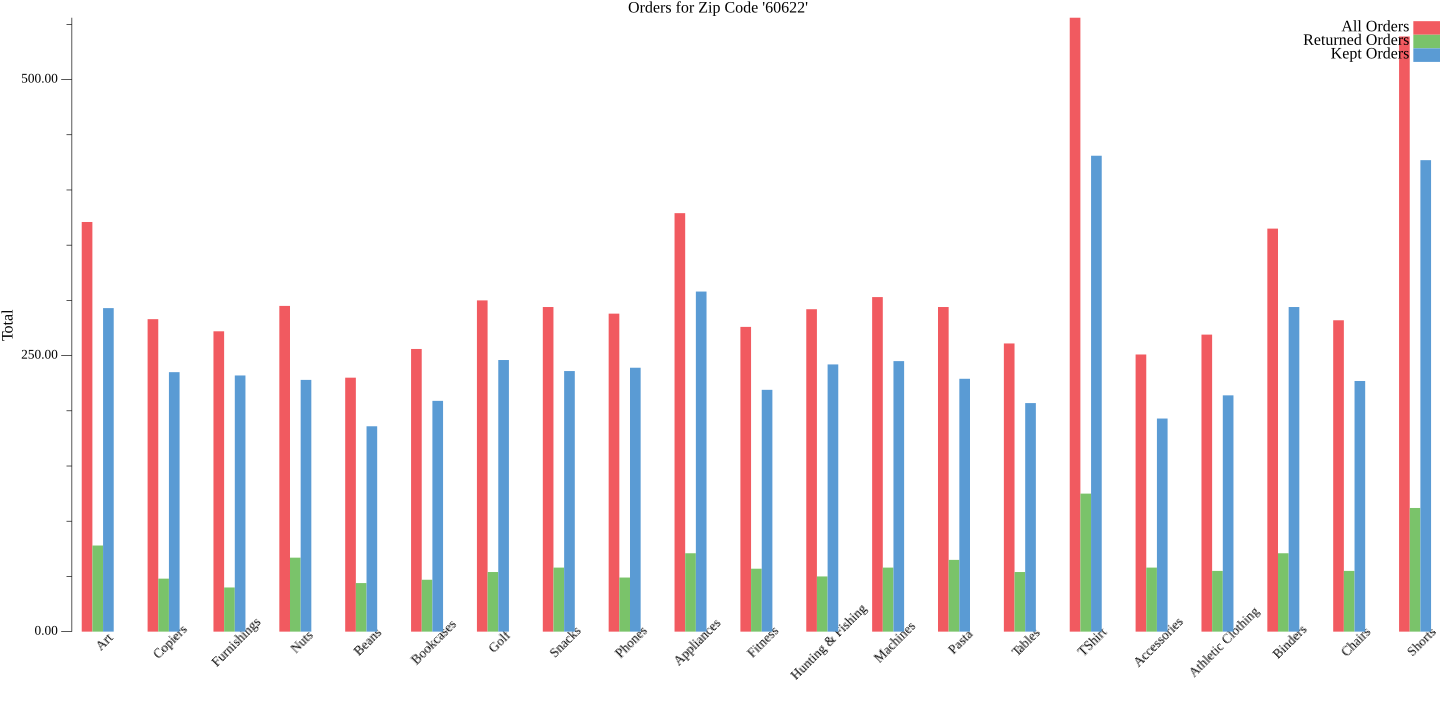 Orders for Zip Code '60622'
All Orders
Returned Orders
Kept Orders
500.00
250.00
0.00
Total
Art
Copiers
Furnishings
Nuts
Beans
Bookcases
Golf
Snacks
Phones
Appliances
Fitness
Hunting & Fishing
Machines
Pasta
Tables
TShirt
Accessories
Athletic Clothing
Binders
Chairs
Shorts